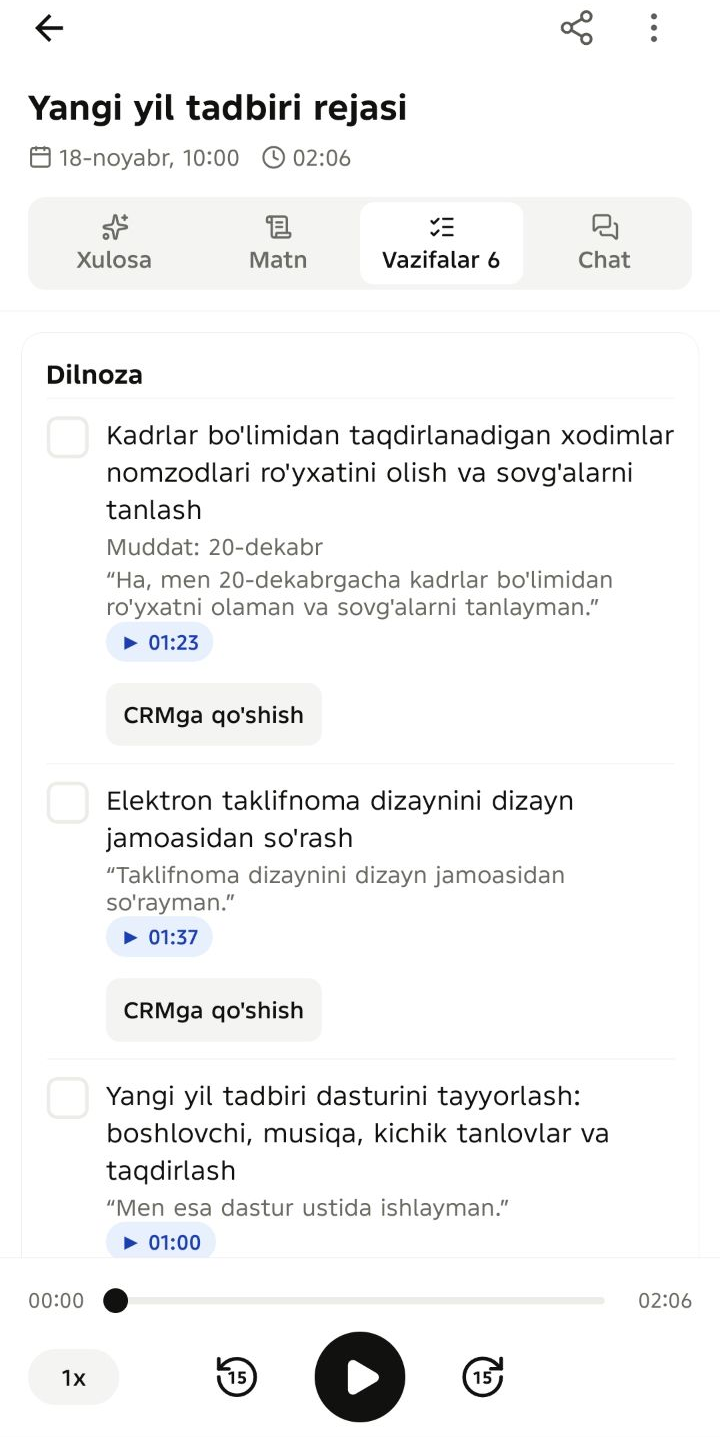 Yangi yil tadbiri rejasi
18-noyabr, 10:00 02:06
Xulosa
Matn
Vazifalar 6
Chat
Dilnoza
Kadrlar bo'limidan taqdirlanadigan xodimlar
nomzodlari ro'yxatini olish va sovg'alarni
tanlash
Muddat: 20-dekabr
“Ha, men 20-dekabrgacha kadrlar bo'limidan
ro'yxatni olaman va sovg'alarni tanlayman.”
01:23
CRMga qo'shish
Elektron taklifnoma dizaynini dizayn
jamoasidan so'rash
“Taklifnoma dizaynini dizayn jamoasidan
so'rayman.”
01:37
CRMga qo'shish
Yangi yil tadbiri dasturini tayyorlash:
boshlovchi, musiqa, kichik tanlovlar va
taqdirlash
“Men esa dastur ustida ishlayman.”
01:00
00:00 02:06
1x 15 15